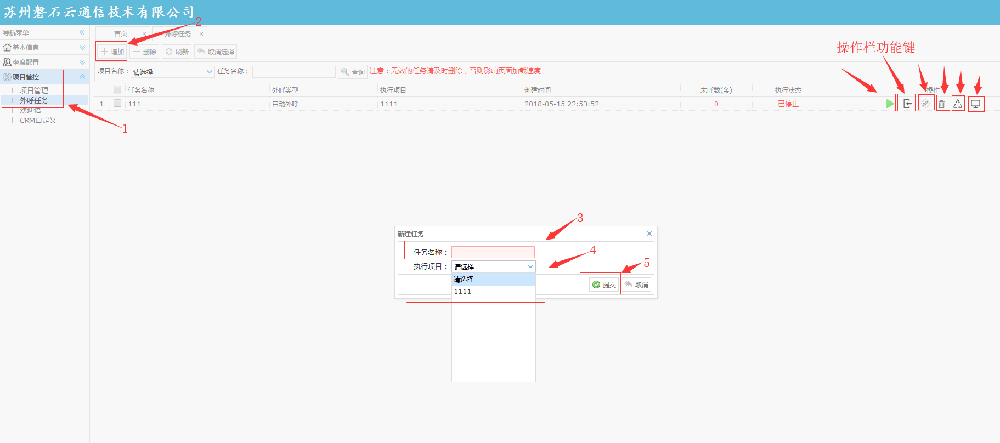 苏州磐石云通信技术有限公司
2
导航菜单
首页
外呼任务
基本信息
增加
删除
刷新
取消选择
操作栏功能键
坐席配置
项目名称：
请选择
任务名称：
查询
注意：无效的任务请及时删除，否则影响页面加载速度
项目管控
项目管理
任务名称
外呼类型
执行项目
创建时间
未呼数(条)
执行状态
操作
外呼任务
1
111
自动外呼
1111
2018-05-15 22:53:52
0
已停止
欢迎语
CRM自定义
1
3
新建任务
任务名称：
4
执行项目：
请选择
5
请选择
1111
提交
取消